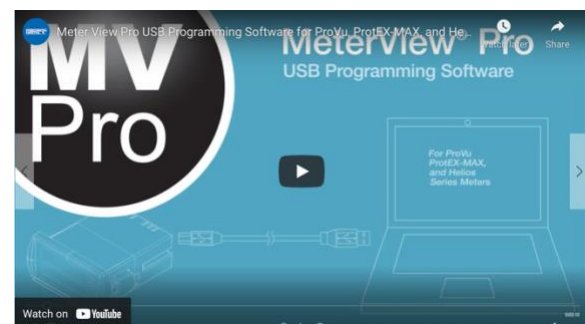 Meter View Pro USB Programming Software for ProVu, ProtEX-MAX, and He...
Watch later
Share
MV
Pro
MeterView Pro
USB Programming Software
For ProVu
ProtEX-MAX,
and Helios
Series Meters
Watch on YouTube